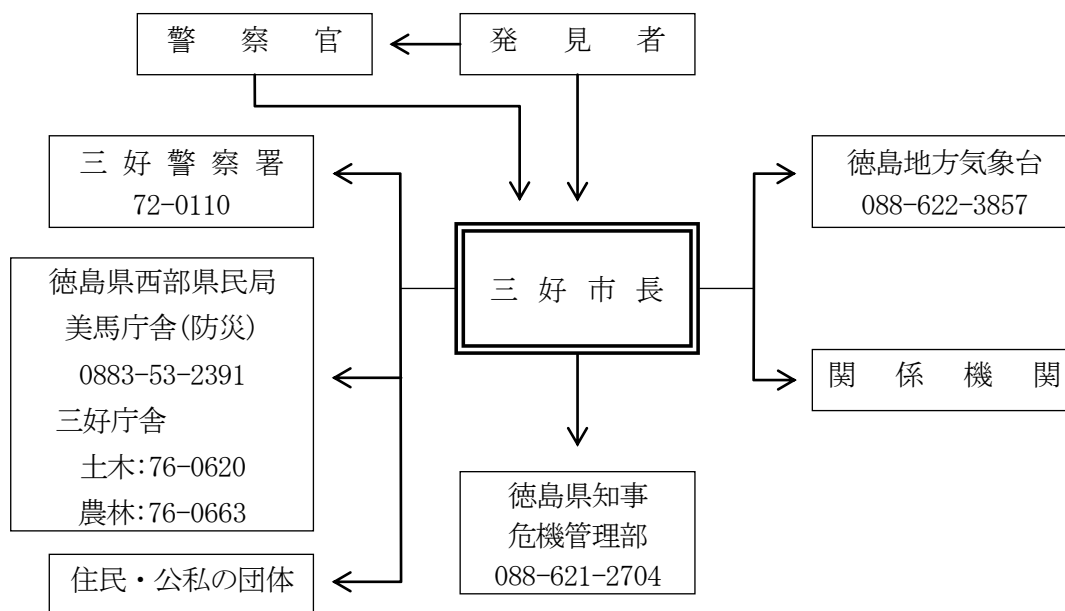 警察官
発見者
三好警察署
72-0110
徳島地方気象台
088-622-3857
三好市長
徳島県西部県民局
美馬庁舎(防災)
0883-53-2391
三好庁舎
土木:76-0620
農林:76-0663
関係機関
徳島県知事
危機管理部
088-621-2704
住民・公私の団体